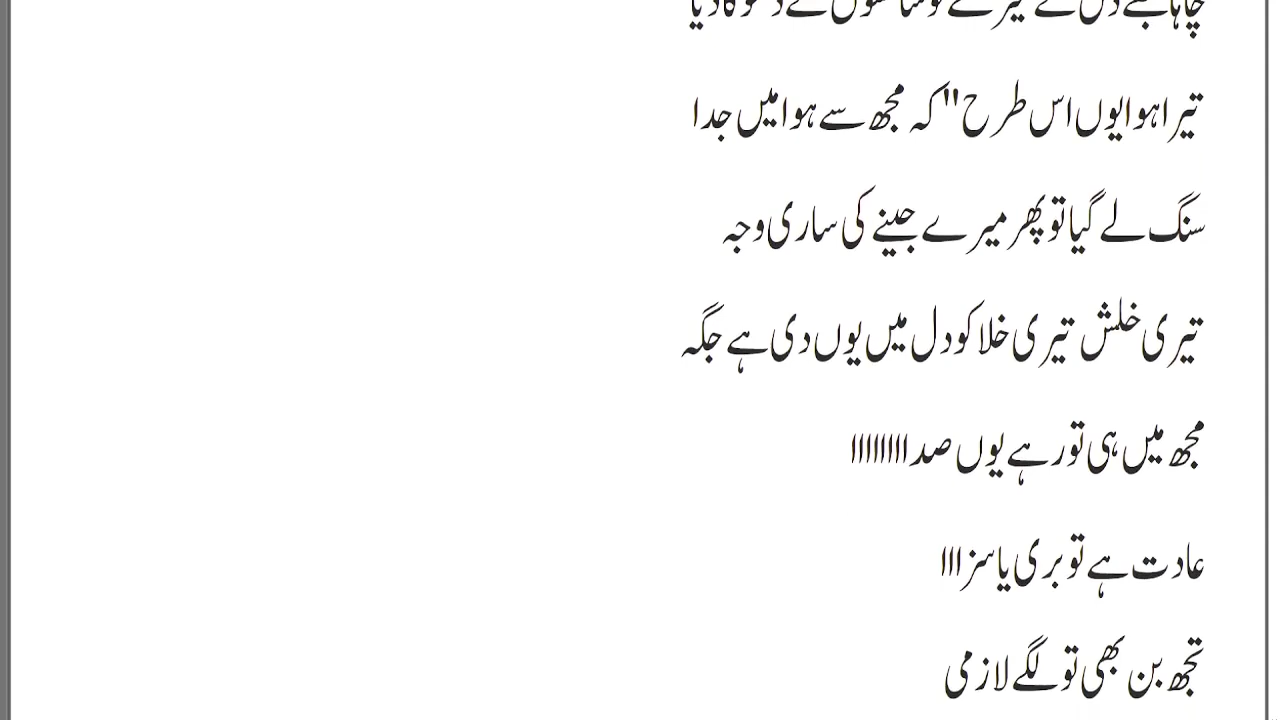 تیرا ہوا یوں اس طرح" کہ مجھ سے ہوا میں جدا
سنگ لے گیا تو پھر میرے جینے کی ساری وجہ
تیری خلش تیری خلا کو دل میں یوں دی ہے جگہ
مجھ میں ہی تو رہے یوں صداااااااا
عادت ہے تو بری یا سزااا
تجھ بن بھی تو لگے لازمی